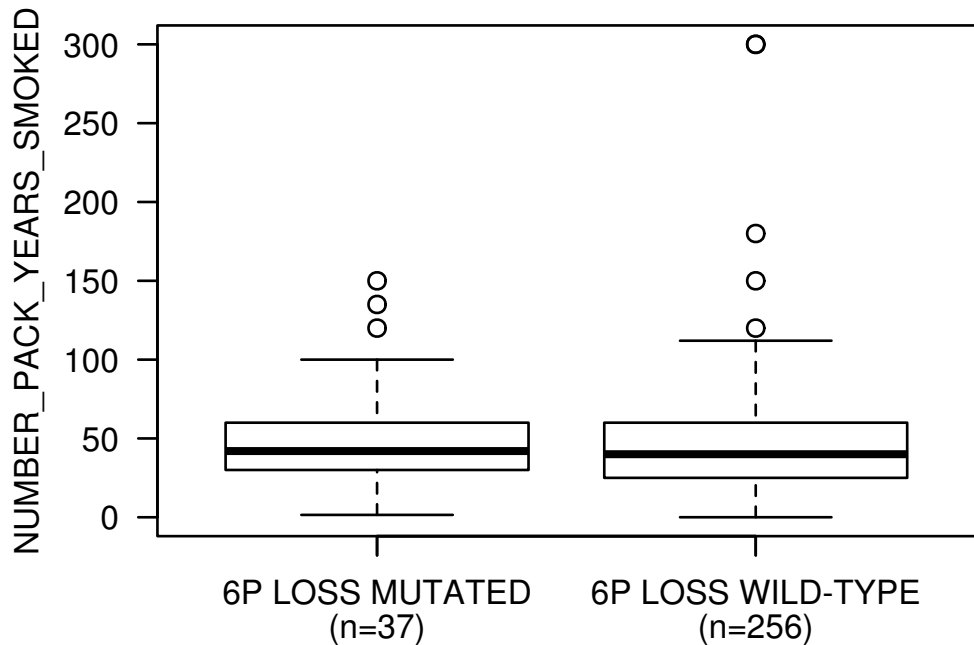 NUMBER_PACK_YEARS_SMOKED
300
250
200
150
100
50
0
6P LOSS MUTATED
(n=37)
6P LOSS WILD-TYPE
(n=256)